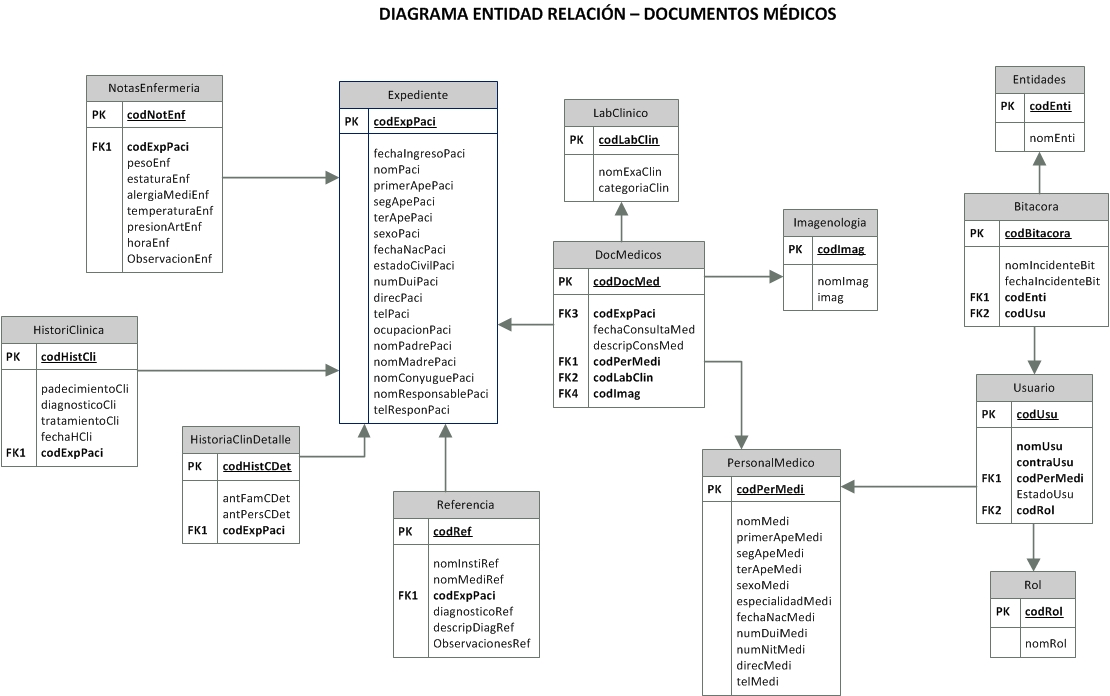 DIAGRAMA ENTIDAD RELACIÓN – DOCUMENTOS MÉDICOS
NotasEnfermeria
PK codNotEnf
FK1 codExpPaci
pesoEnf
estaturaEnf
alergiaMediEnf
temperaturaEnf
presionArtEnf
horaEnf
ObservacionEnf
Expediente
PK codExpPaci
fechaIngresoPaci
nomPaci
primerApePaci
segApePaci
terApePaci
sexoPaci
fechaNacPaci
estadoCivilPaci
numDuiPaci
direcPaci
telPaci
ocupacionPaci
nomPadrePaci
nomMadrePaci
nomConyuguePaci
nomResponsablePaci
telResponPaci
LabClinico
PK codLabClin
nomExaClin
categoriaClin
Imagenologia
PK codImag
nomImag
imag
Entidades
PK codEnti
nomEnti
Bitacora
PK codBitacora
nomIncidenteBit
fechaIncidenteBit
FK1 codEnti
FK2 codUsu
DocMedicos
PK codDocMed
FK3 codExpPaci
fechaConsultaMed
descripConsMed
FK1 codPerMedi
FK2 codLabClin
FK4 codImag
HistoriClinica
PK codHistCli
padecimientoCli
diagnosticoCli
tratamientoCli
fechaHCli
FK1 codExpPaci
HistoriaClinDetalle
PK codHistCDet
antFamCDet
antPersCDet
FK1 codExpPaci
Referencia
PK codRef
nomInstiRef
nomMediRef
FK1 codExpPaci
diagnosticoRef
descripDiagRef
ObservacionesRef
PersonalMedico
PK codPerMedi
nomMedi
primerApeMedi
segApeMedi
terApeMedi
sexoMedi
especialidadMedi
fechaNacMedi
numDuiMedi
numNitMedi
direcMedi
telMedi
Usuario
PK codUsu
nomUsu
contraUsu
FK1 codPerMedi
EstadoUsu
FK2 codRol
Rol
PK codRol
nomRol